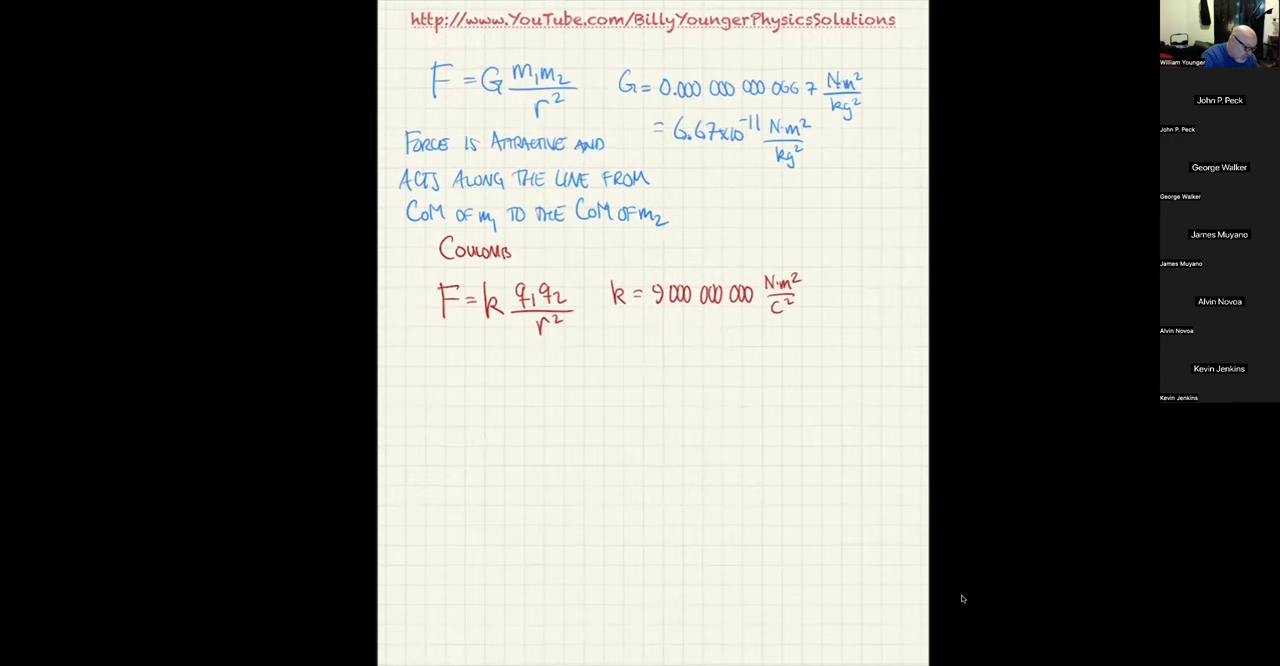 http://www.YouTube.com/BillyYoungerPhysicsSolutions
F = G m₁m₂ / r²
G = 0.000 000 000 066 7 N·m² / kg²
= 6.67x10⁻¹¹ N·m² / kg²
FORCE IS ATTRACTIVE AND
ACTS ALONG THE LINE FROM
CoM OF m₁ TO THE CoM OF m₂
COULOMB
F = k q₁q₂ / r²
k = 9 000 000 000 N·m² / C²
William Younger
John P. Peck
John P. Peck
George Walker
George Walker
James Muyano
James Muyano
Alvin Novoa
Alvin Novoa
Kevin Jenkins
Kevin Jenkins